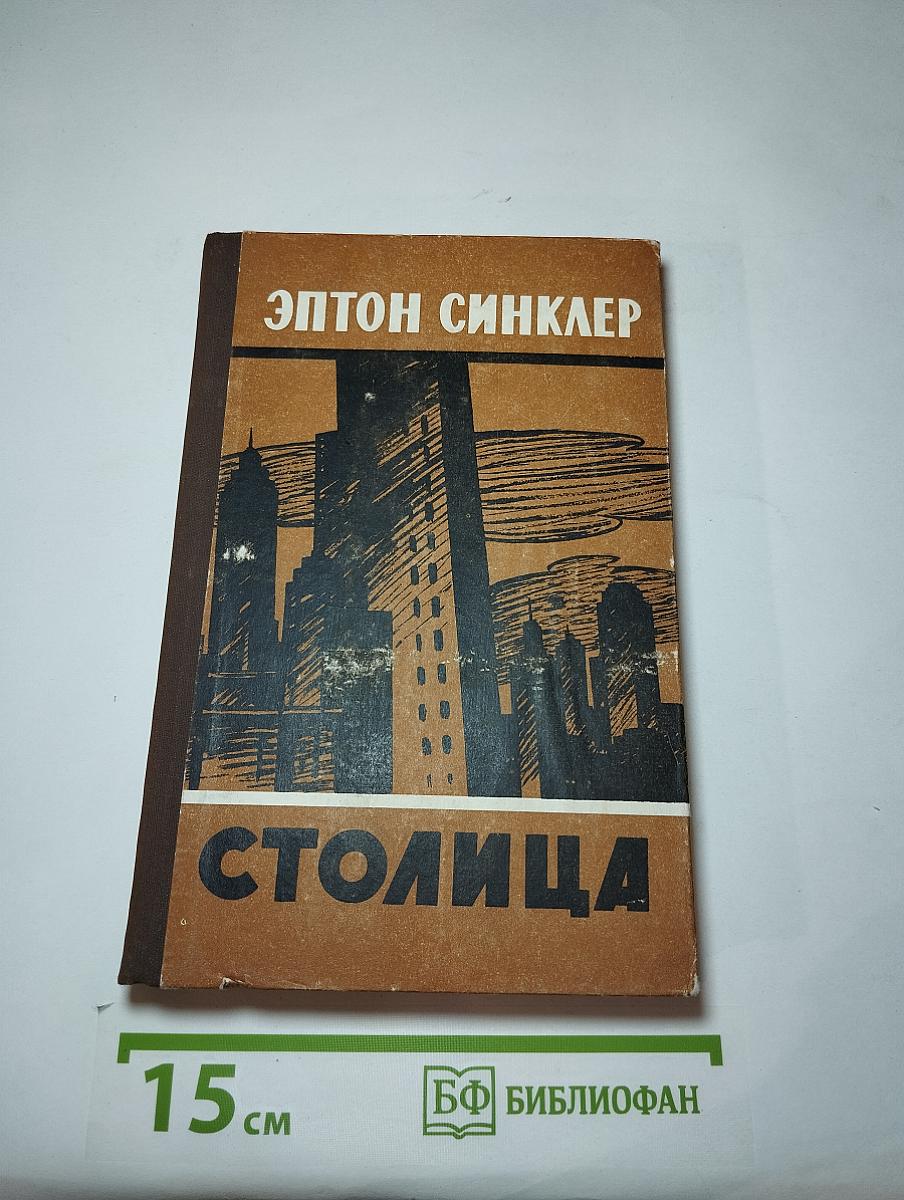 ЭПТОН СИНКЛЕР
СТОЛИЦА
15 см
БФ БИБЛИОФАН